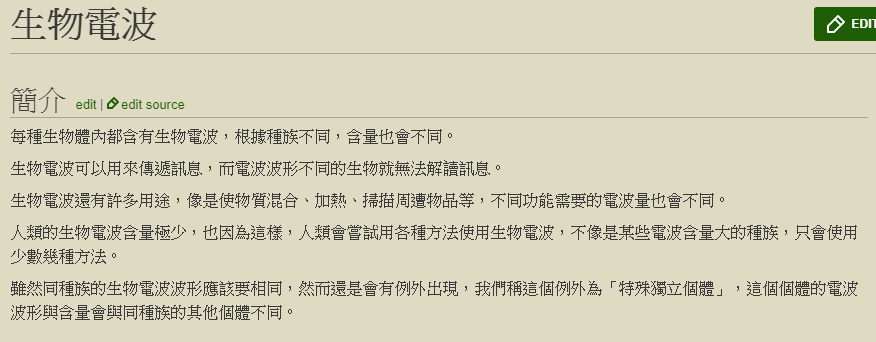 生物電波
EDIT
簡介 edit | edit source
每種生物體內都含有生物電波，根據種族不同，含量也會不同。
生物電波可以用來傳遞訊息，而電波波形不同的生物就無法解讀訊息。
生物電波還有許多用途，像是使物質混合、加熱、掃描周遭物品等，不同功能需要的電波量也會不同。
人類的生物電波含量極少，也因為這樣，人類會嘗試用各種方法使用生物電波，不像是某些電波含量大的種族，只會使用
少數幾種方法。
雖然同種族的生物電波波形應該要相同，然而還是會有例外出現，我們稱這個例外為「特殊獨立個體」，這個個體的電波
波形與含量會與同種族的其他個體不同。